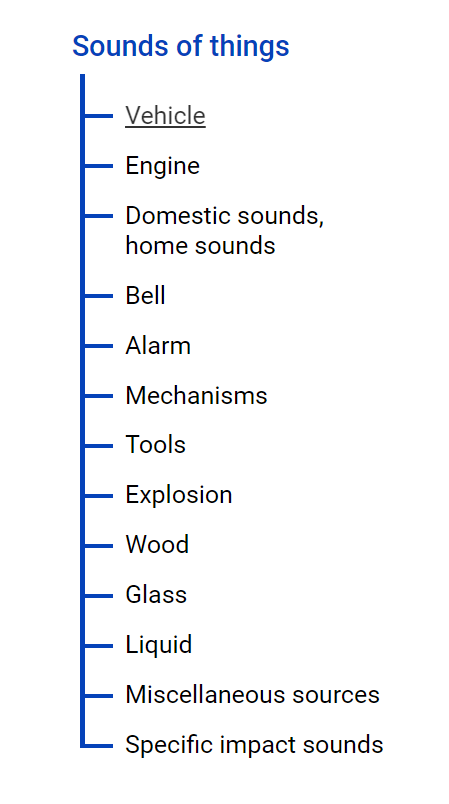 Sounds of things
Vehicle
Engine
Domestic sounds,
home sounds
Bell
Alarm
Mechanisms
Tools
Explosion
Wood
Glass
Liquid
Miscellaneous sources
Specific impact sounds